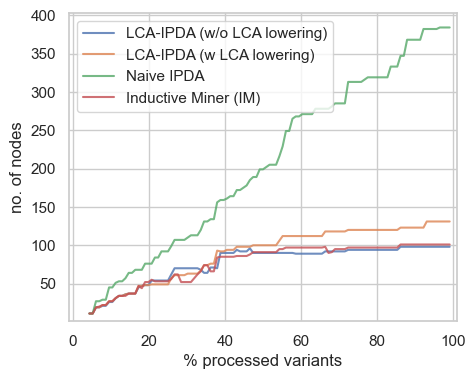 LCA-IPDA (w/o LCA lowering)
LCA-IPDA (w LCA lowering)
Naive IPDA
Inductive Miner (IM)
no. of nodes
400
350
300
250
200
150
100
50
0
20
40
60
80
100
% processed variants